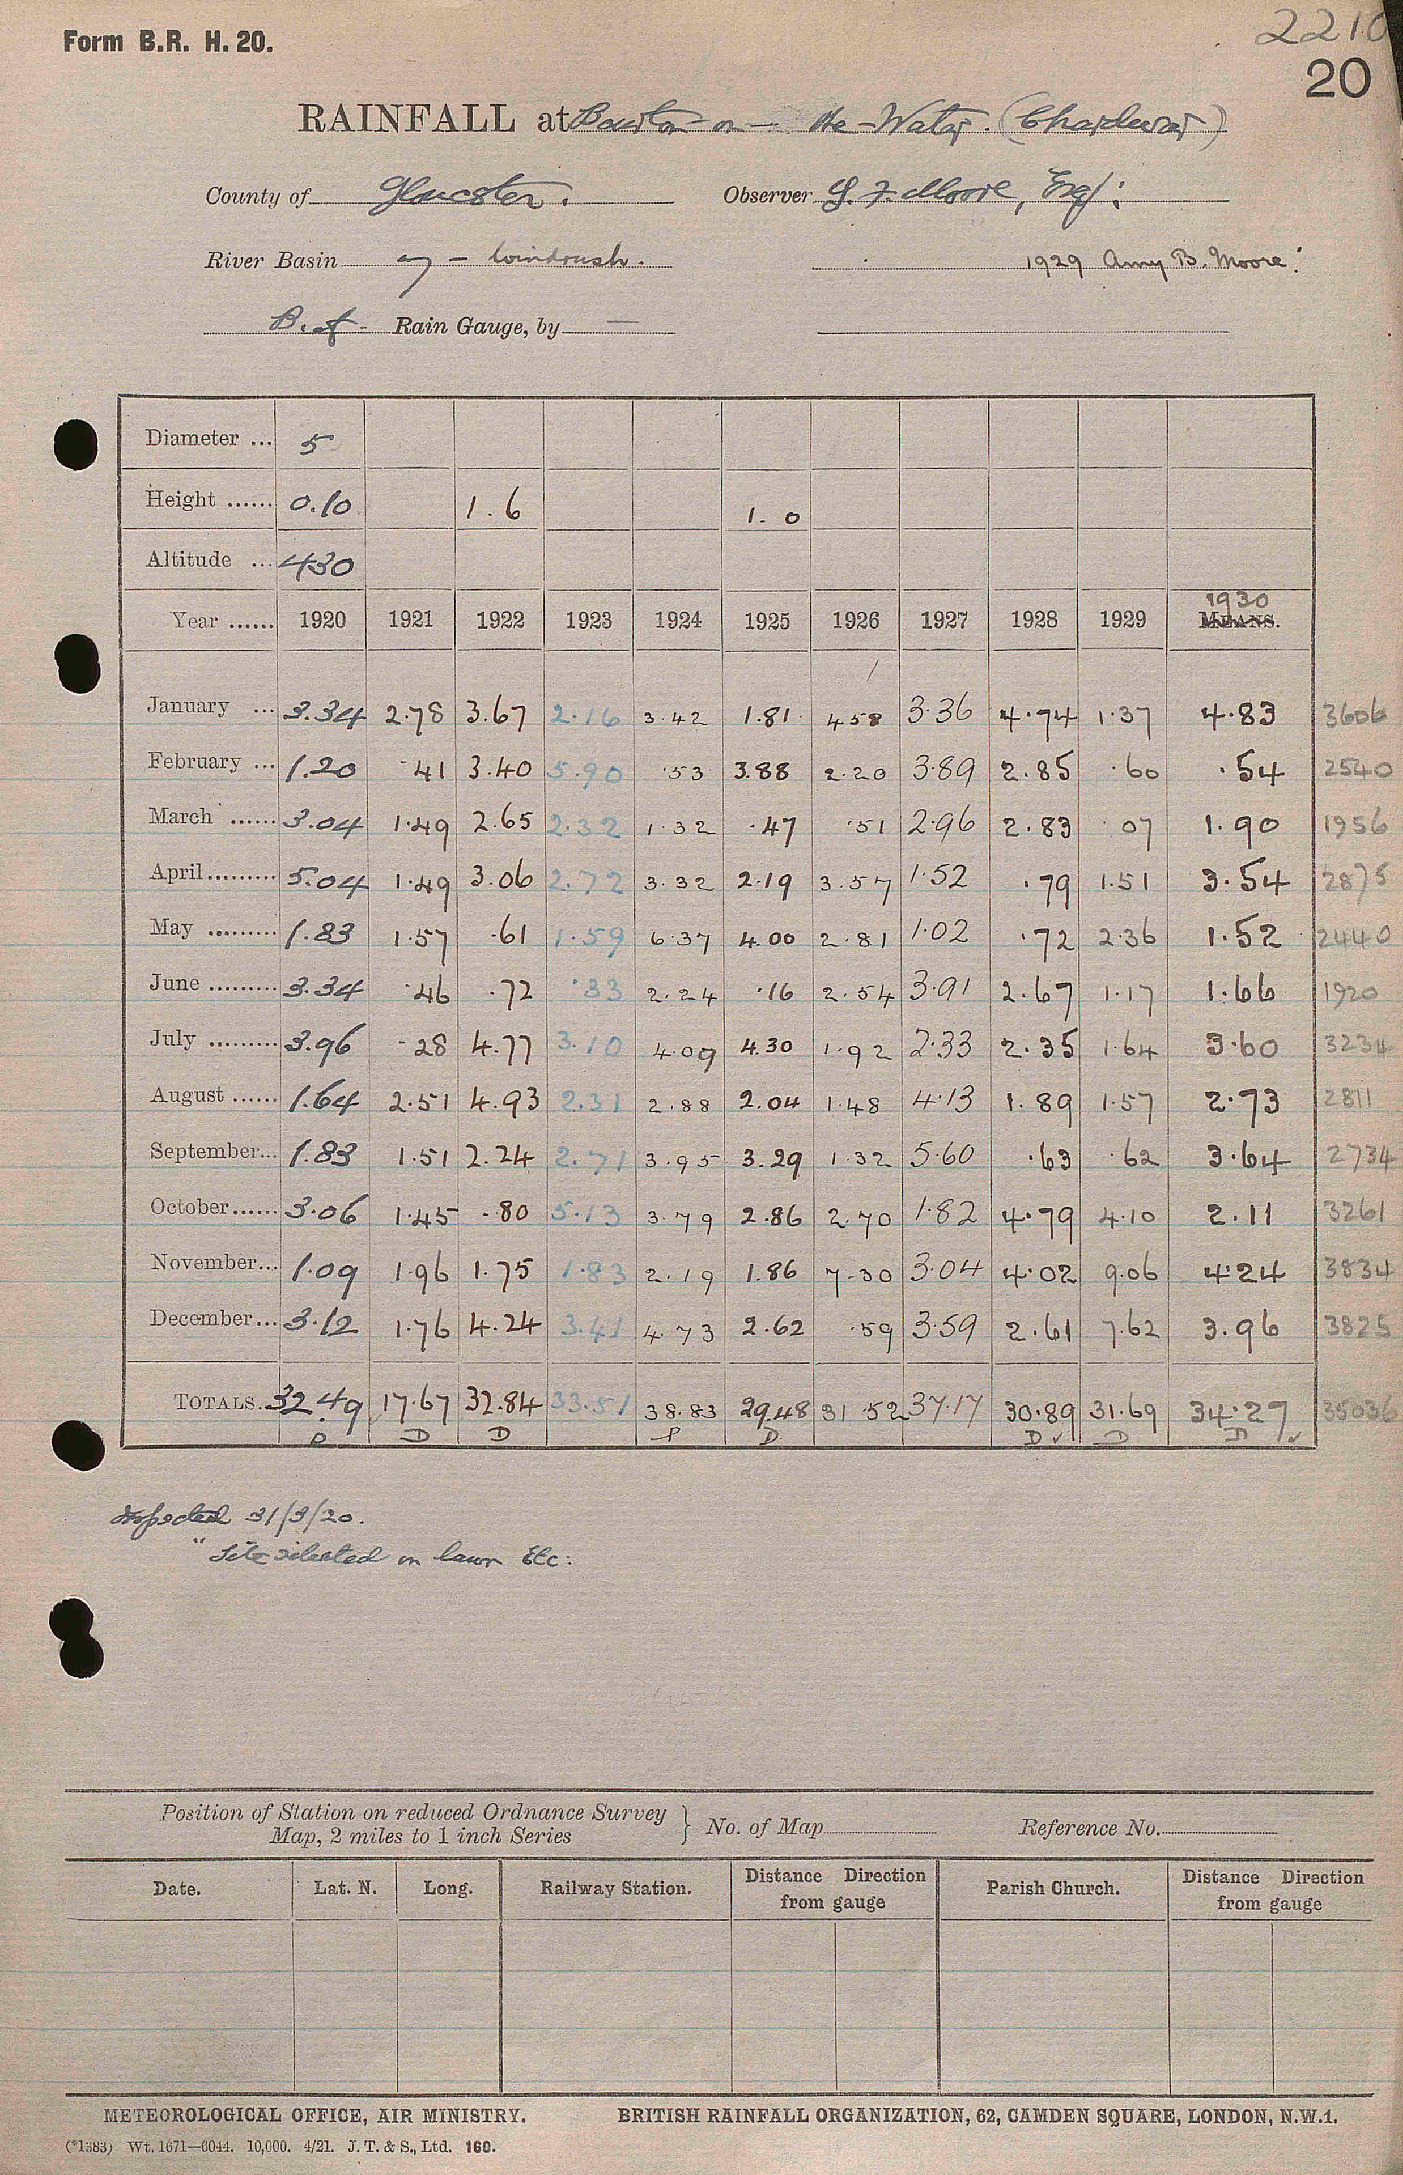 Form B.R. H. 20.
2210
20
RAINFALL at Bourton-on-the-Water. (Chardwar)
County of Gloucester. Observer G. F. Moore, Esq:
River Basin — Windrush. 1929 Amy B. Moore.
Rain Gauge, by —
Diameter ... 5
Height ...... 0.10 1.6 1.0
Altitude ... 430
1930
Year ...... 1920 1921 1922 1923 1924 1925 1926 1927 1928 1929 MEANS.
January ... 3.34 2.78 3.67 2.16 3.42 1.81 4.58 3.36 4.74 1.37 4.83 3606
February ... 1.20 .41 3.40 5.90 .53 3.88 2.20 3.89 2.85 .60 .54 2540
March ...... 3.04 1.49 2.65 2.32 1.32 .47 .51 2.96 2.83 .07 1.90 1956
April ......... 5.04 1.49 3.06 2.72 3.32 2.19 3.57 1.52 .79 1.51 3.54 2875
May ......... 1.83 1.57 .61 1.59 6.37 4.00 2.81 1.02 .72 2.36 1.52 2440
June ......... 3.34 .46 .72 .33 2.24 .16 2.54 3.91 2.67 1.17 1.66 1920
July ......... 3.96 .28 4.77 3.10 4.09 4.30 1.92 2.33 2.35 1.64 3.60 3234
August ...... 1.64 2.51 4.93 2.31 2.88 2.04 1.48 4.13 1.89 1.57 2.73 2811
September... 1.83 1.51 2.24 2.71 3.95 3.29 1.32 5.60 .63 .62 3.64 2734
October ...... 3.06 1.45 .80 5.13 3.79 2.86 2.70 1.82 4.79 4.10 2.11 3261
November... 1.09 1.96 1.75 1.83 2.19 1.86 7.30 3.04 4.02 9.06 4.24 3834
December... 3.12 1.76 4.24 3.41 4.73 2.62 .59 3.59 2.61 7.62 3.96 3825
TOTALS. 32.49 17.67 32.84 33.51 38.83 29.48 31.52 37.17 30.89 31.69 34.27 35036
D D D P D D ✓ D D ✓
Inspected 31/3/20.
"Site selected on lawn Etc:
Position of Station on reduced Ordnance Survey
Map, 2 miles to 1 inch Series } No. of Map Reference No.
Date. Lat. N. Long. Railway Station. Distance Direction from gauge Parish Church. Distance Direction from gauge
METEOROLOGICAL OFFICE, AIR MINISTRY. BRITISH RAINFALL ORGANIZATION, 62, CAMDEN SQUARE, LONDON, N.W.1.
(*1383) Wt. 1671—6044. 10,000. 4/21. J. T. & S., Ltd. 160.